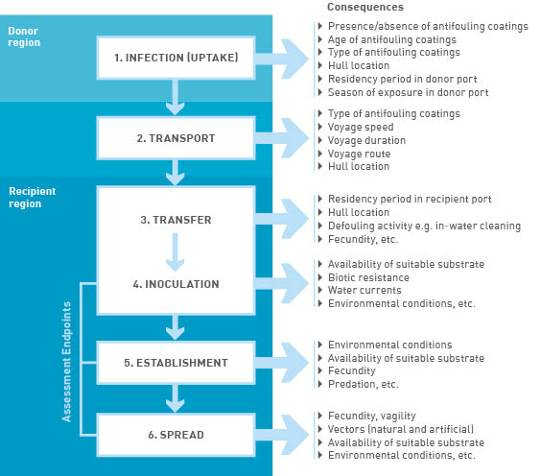 Consequences
Donor
region
1. INFECTION (UPTAKE)
Presence/absence of antifouling coatings
Age of antifouling coatings
Type of antifouling coatings
Hull location
Residency period in donor port
Season of exposure in donor port
2. TRANSPORT
Type of antifouling coatings
Voyage speed
Voyage duration
Voyage route
Hull location
Recipient
region
3. TRANSFER
Residency period in recipient port
Hull location
Defouling activity e.g. in-water cleaning
Fecundity, etc.
4. INOCULATION
Availability of suitable substrate
Biotic resistance
Water currents
Environmental conditions, etc.
Assessment Endpoints
5. ESTABLISHMENT
Environmental conditions
Availability of suitable substrate
Fecundity
Predation, etc.
6. SPREAD
Fecundity, vagility
Vectors (natural and artificial)
Availability of suitable substrate
Environmental conditions, etc.